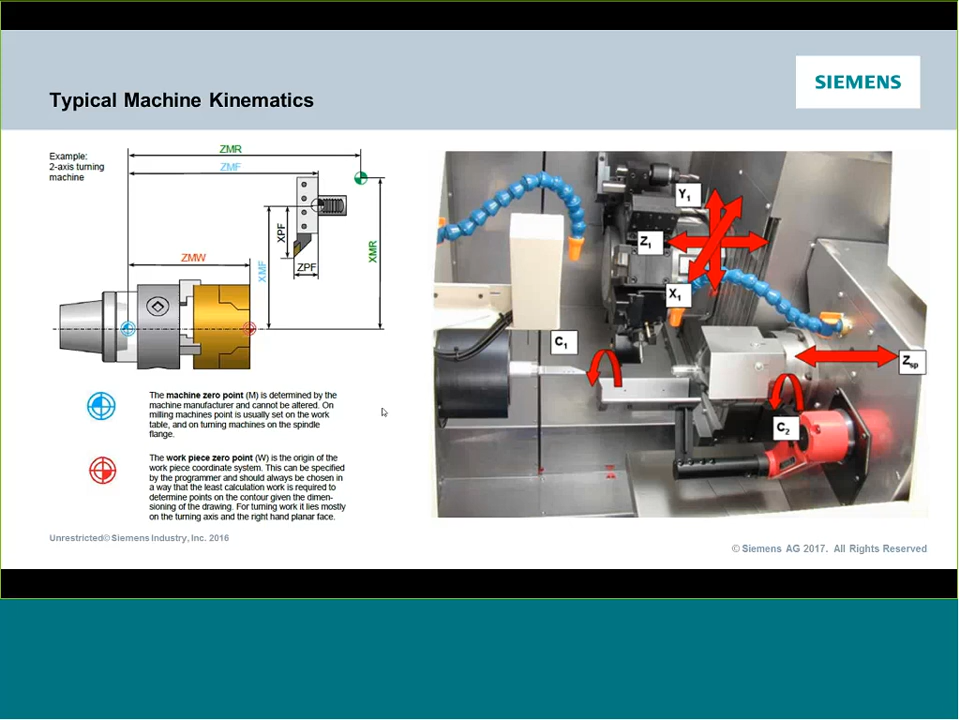 Typical Machine Kinematics
SIEMENS
Example:
2-axis turning
machine
ZMR
ZMF
XPF
ZPF
XMR
XMF
ZMW
The machine zero point (M) is determined by the
machine manufacturer and cannot be altered. On
milling machines point is usually set on the work
table, and on turning machines on the spindle
flange.
The work piece zero point (W) is the origin of the
work piece coordinate system. This can be specified
by the programmer and should always be chosen in
a way that the least calculation work is required to
determine points on the contour given the dimen-
sioning of the drawing. For turning work it lies mostly
on the turning axis and the right hand planar face.
Y1
Z1
X1
C1
Zsp
C2
Unrestricted© Siemens Industry, Inc. 2016
© Siemens AG 2017. All Rights Reserved